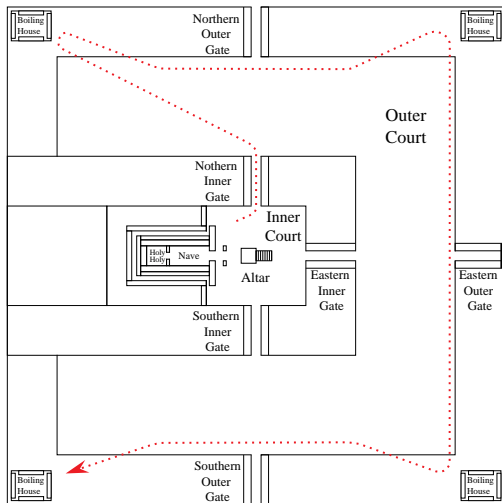 Boiling
House
Northern
Outer
Gate
Boiling
House
Outer
Court
Nothern
Inner
Gate
Inner
Court
Holy
Holy
Nave
Altar
Eastern
Inner
Gate
Eastern
Outer
Gate
Southern
Inner
Gate
Southern
Outer
Gate
Boiling
House
Boiling
House